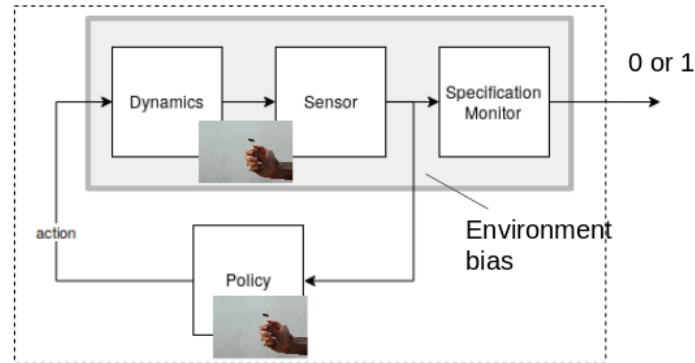 Dynamics
Sensor
Specification
Monitor
0 or 1
action
Policy
Environment
bias